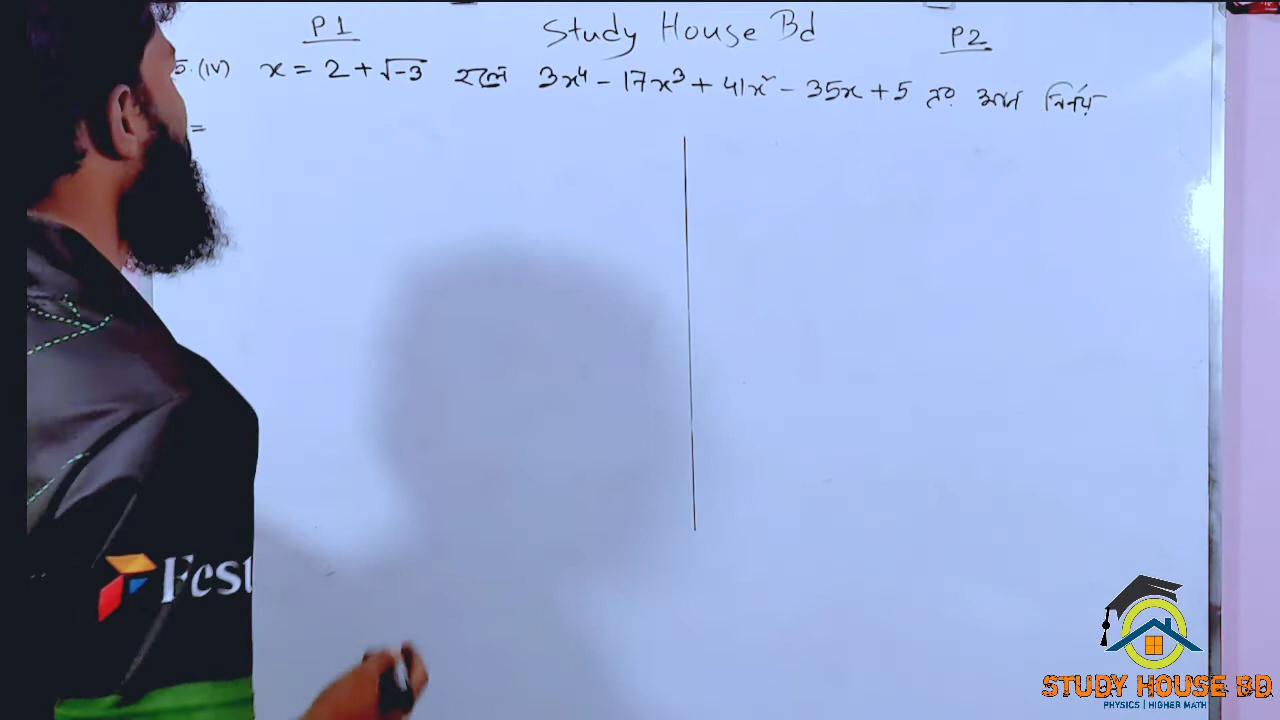 P1
Study House Bd
P2
5. (iv) x = 2 + √-3 হলে 3x⁴ - 17x³ + 41x² - 35x + 5 এর মান নির্ণয়
=
Fest
STUDY HOUSE BD
PHYSICS | HIGHER MATH